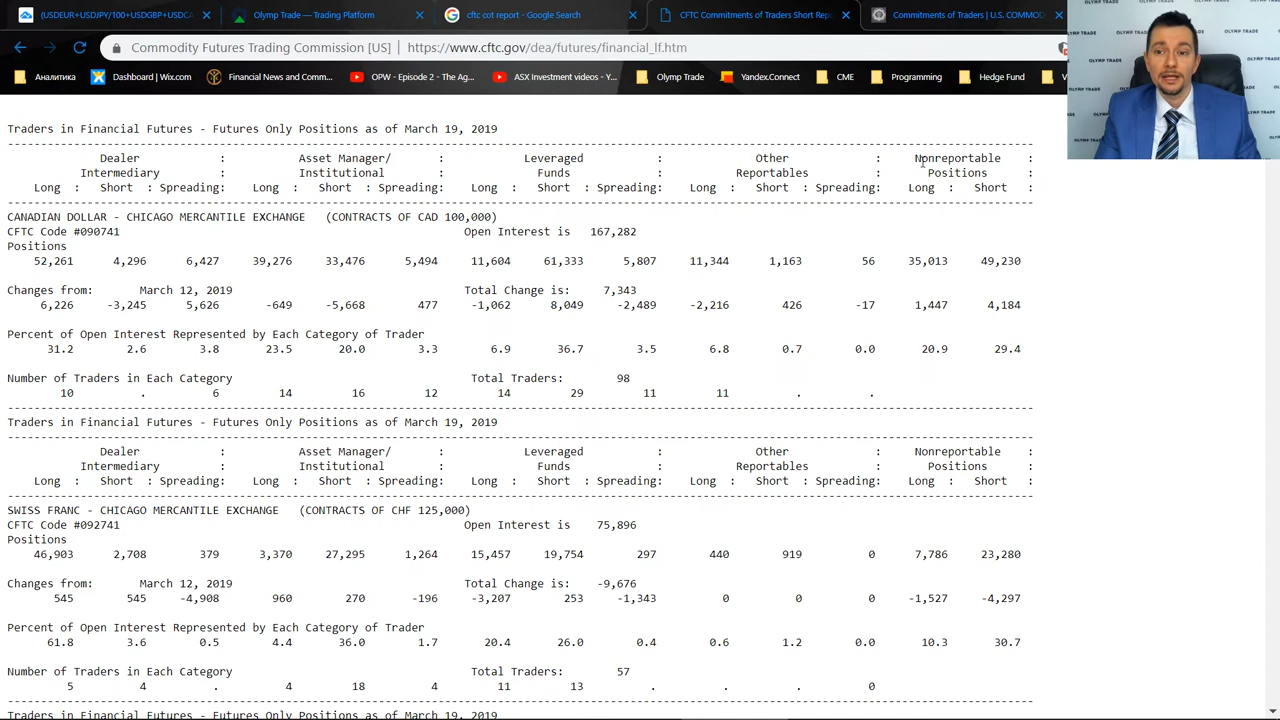 (USDEUR+USDJPY/100+USDGBP+USDCA
Olymp Trade — Trading Platform
cftc cot report - Google Search
CFTC Commitments of Traders Short Rep
Commitments of Traders | U.S. COMMOD
Commodity Futures Trading Commission [US] | https://www.cftc.gov/dea/futures/financial_lf.htm
Аналитика
Dashboard | Wix.com
Financial News and Comm...
OPW - Epicode 2 - The Ag...
ASX Investment videos - Y...
Olymp Trade
Yandex.Connect
CME
Programming
Hedge Fund
OLYMP TRADE
Traders in Financial Futures - Futures Only Positions as of March 19, 2019
Dealer : Asset Manager/ : Leveraged : Other : Nonreportable :
Intermediary : Institutional : Funds : Reportables : Positions :
Long : Short : Spreading: Long : Short : Spreading: Long : Short : Spreading: Long : Short : Spreading: Long : Short :
CANADIAN DOLLAR - CHICAGO MERCANTILE EXCHANGE (CONTRACTS OF CAD 100,000)
CFTC Code #090741 Open Interest is 167,282
Positions
52,261 4,296 6,427 39,276 33,476 5,494 11,604 61,333 5,807 11,344 1,163 56 35,013 49,230
Changes from: March 12, 2019 Total Change is: 7,343
6,226 -3,245 5,626 -649 -5,668 477 -1,062 8,049 -2,489 -2,216 426 -17 1,447 4,184
Percent of Open Interest Represented by Each Category of Trader
31.2 2.6 3.8 23.5 20.0 3.3 6.9 36.7 3.5 6.8 0.7 0.0 20.9 29.4
Number of Traders in Each Category Total Traders: 98
10 . 6 14 16 12 14 29 11 11 . .
Traders in Financial Futures - Futures Only Positions as of March 19, 2019
Dealer : Asset Manager/ : Leveraged : Other : Nonreportable :
Intermediary : Institutional : Funds : Reportables : Positions :
Long : Short : Spreading: Long : Short : Spreading: Long : Short : Spreading: Long : Short : Spreading: Long : Short :
SWISS FRANC - CHICAGO MERCANTILE EXCHANGE (CONTRACTS OF CHF 125,000)
CFTC Code #092741 Open Interest is 75,896
Positions
46,903 2,708 379 3,370 27,295 1,264 15,457 19,754 297 440 919 0 7,786 23,280
Changes from: March 12, 2019 Total Change is: -9,676
545 545 -4,908 960 270 -196 -3,207 253 -1,343 0 0 0 -1,527 -4,297
Percent of Open Interest Represented by Each Category of Trader
61.8 3.6 0.5 4.4 36.0 1.7 20.4 26.0 0.4 0.6 1.2 0.0 10.3 30.7
Number of Traders in Each Category Total Traders: 57
5 4 . 4 18 4 11 13 . . . 0
Traders in Financial Futures - Futures Only Positions as of March 19, 2019